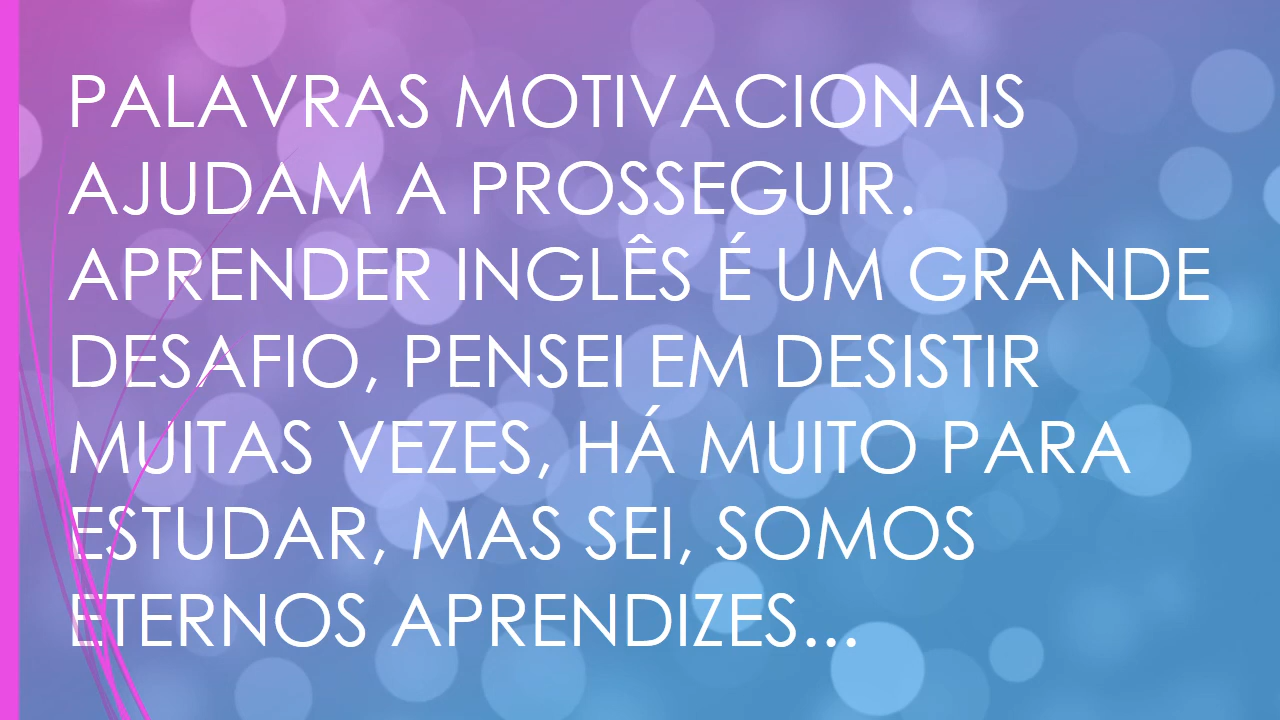 PALAVRAS MOTIVACIONAIS
AJUDAM A PROSSEGUIR.
APRENDER INGLÊS É UM GRANDE
DESAFIO, PENSEI EM DESISTIR
MUITAS VEZES, HÁ MUITO PARA
ESTUDAR, MAS SEI, SOMOS
ETERNOS APRENDIZES...